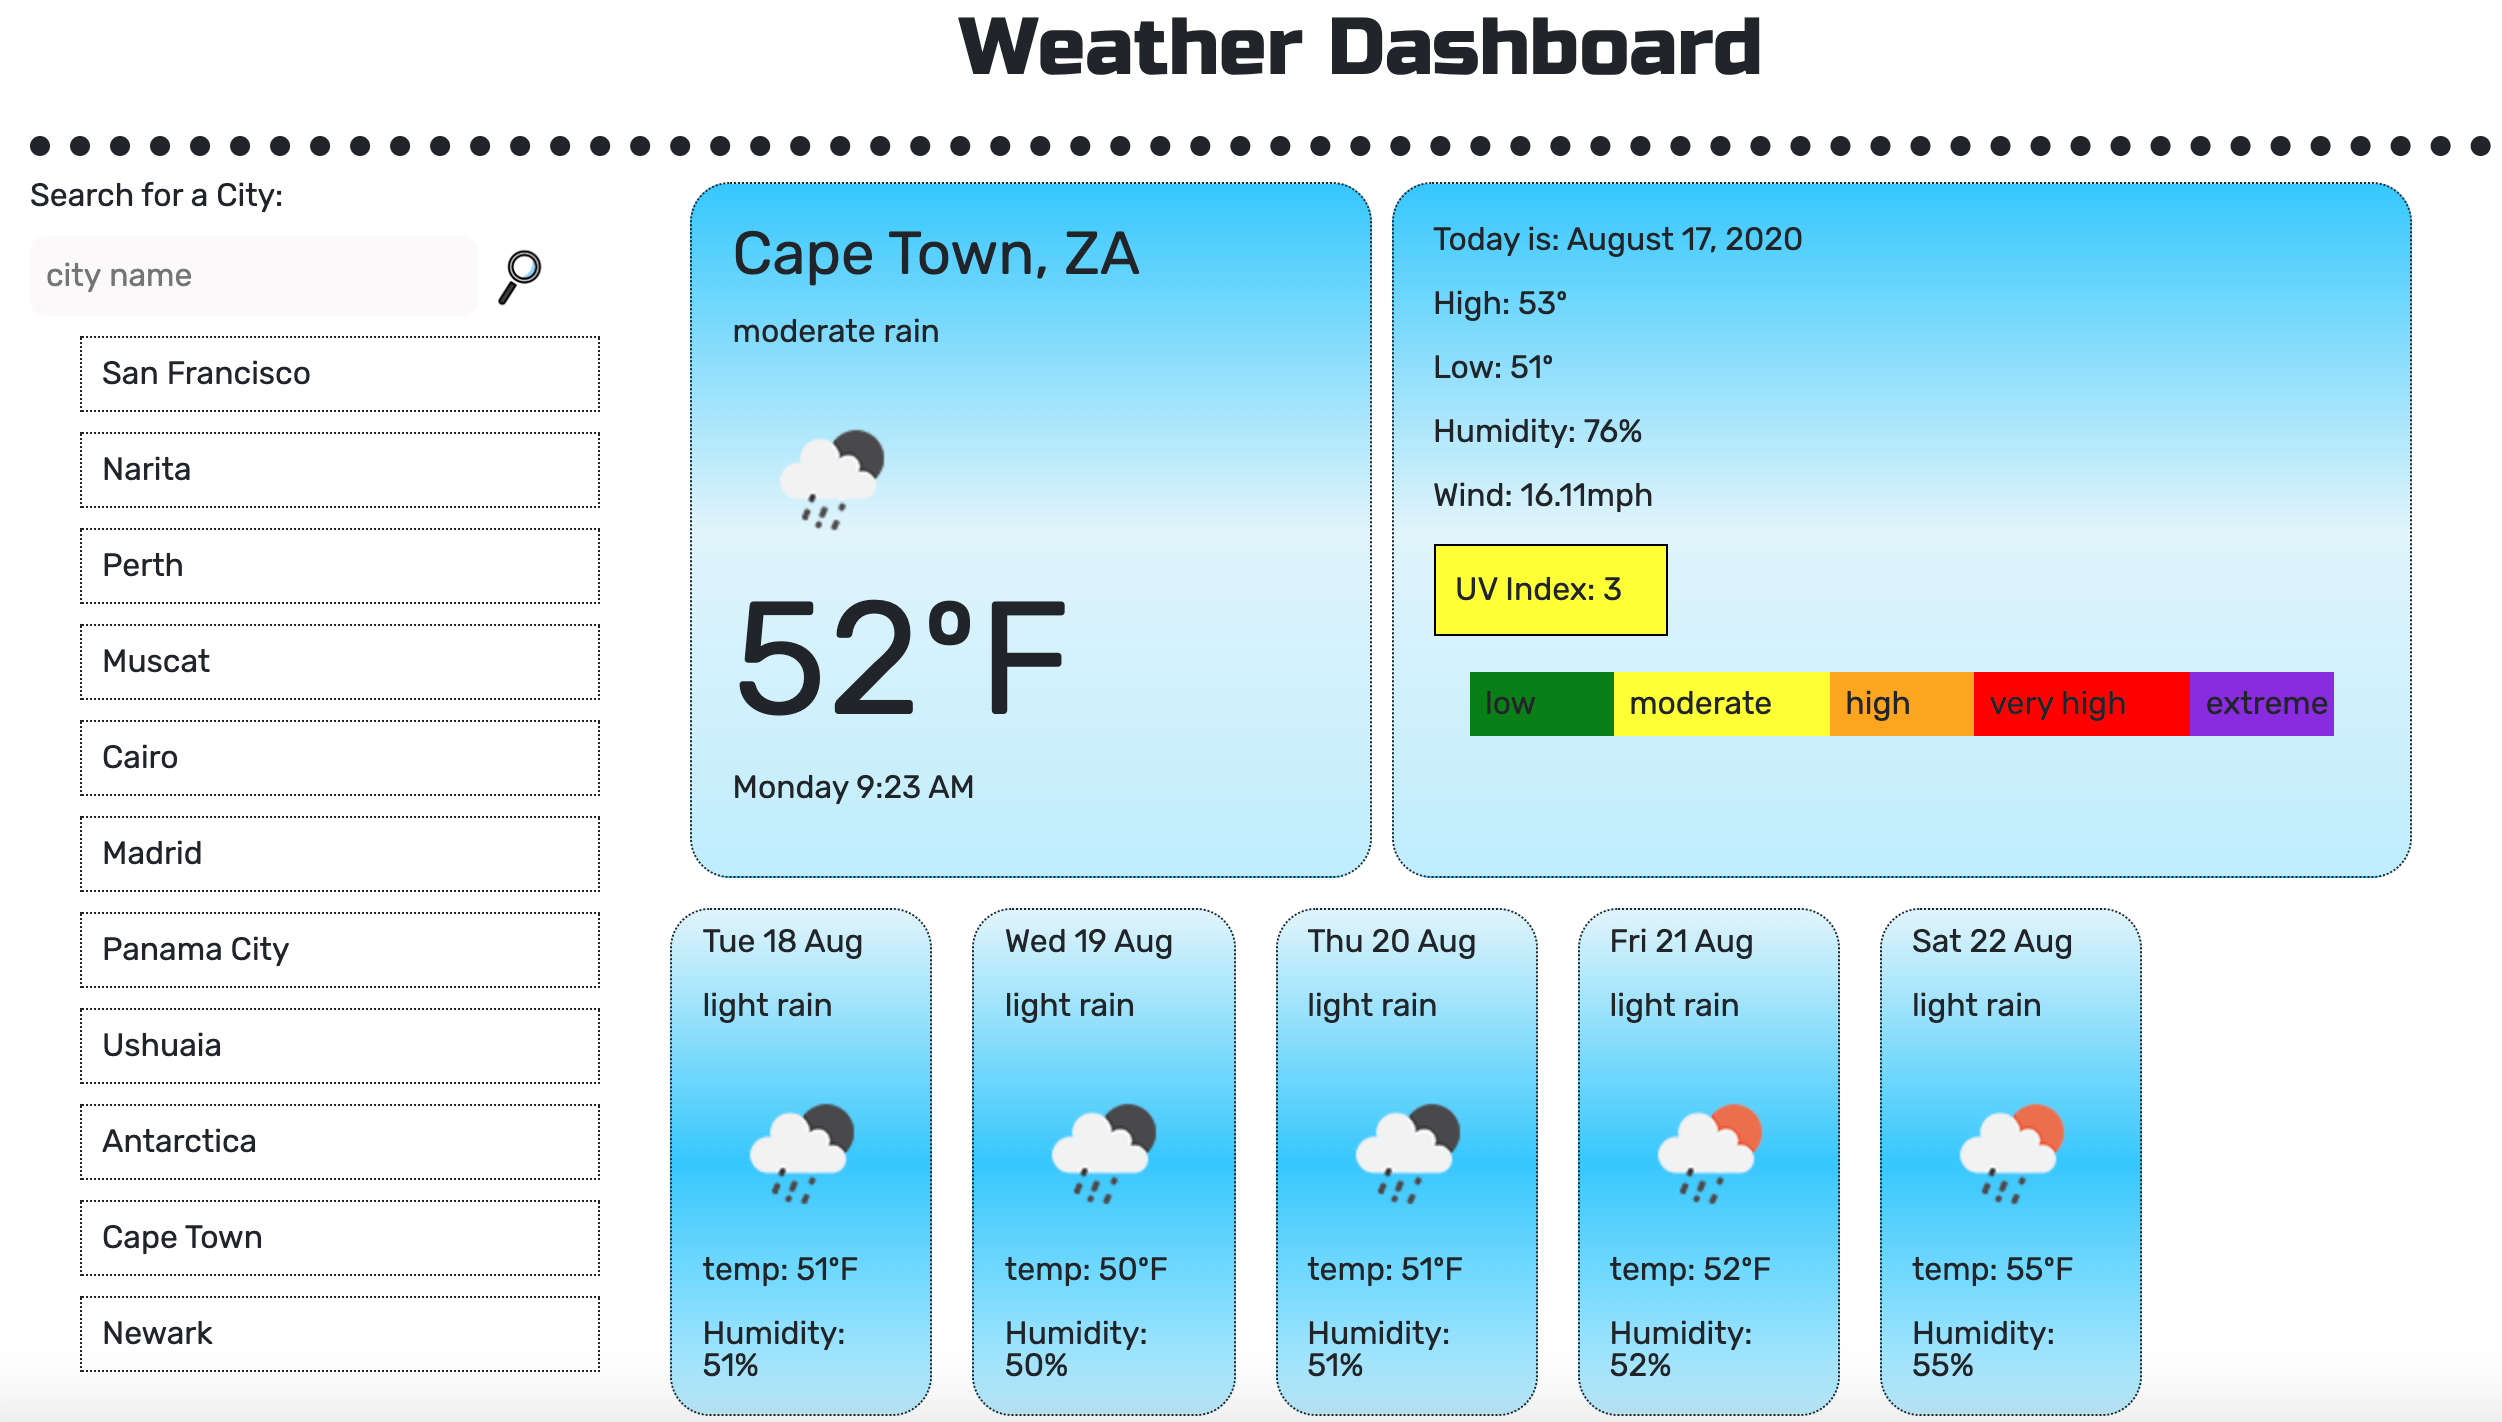 Weather Dashboard
Search for a City:
city name
San Francisco
Narita
Perth
Muscat
Cairo
Madrid
Panama City
Ushuaia
Antarctica
Cape Town
Newark
Cape Town, ZA
moderate rain
52°F
Monday 9:23 AM
Today is: August 17, 2020
High: 53°
Low: 51°
Humidity: 76%
Wind: 16.11mph
UV Index: 3
low moderate high very high extreme
Tue 18 Aug
light rain
temp: 51°F
Humidity:
51%
Wed 19 Aug
light rain
temp: 50°F
Humidity:
50%
Thu 20 Aug
light rain
temp: 51°F
Humidity:
51%
Fri 21 Aug
light rain
temp: 52°F
Humidity:
52%
Sat 22 Aug
light rain
temp: 55°F
Humidity:
55%